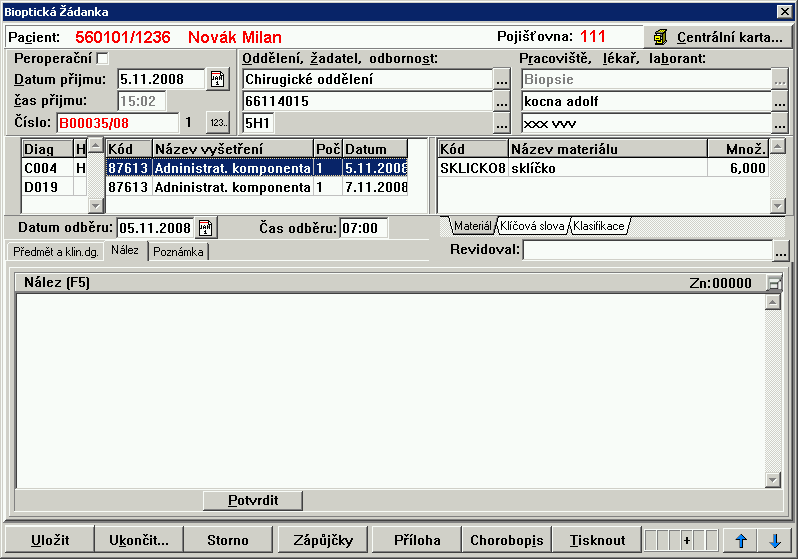 Bioptická Žádanka
Pacient: 560101/1236 Novák Milan Pojišťovna: 111 Centrální karta...
Peroperační Oddělení, žadatel, odbornost: Pracoviště, lékař, laborant:
Datum příjmu: 5.11.2008 Chirugické oddělení ... Biopsie ...
čas příjmu: 15:02 66114015 ... kocna adolf ...
Číslo: B00035/08 1 123.. 5H1 ... xxx vvv ...
Diag H Kód Název vyšetření Poč Datum Kód Název materiálu Množ.
C004 H 87613 Administrat. komponenta 1 5.11.2008 SKLICKO8 sklíčko 6,000
D019 87613 Administrat. komponenta 1 7.11.2008
Datum odběru: 05.11.2008 Čas odběru: 07:00 Materiál Klíčová slova Klasifikace
Předmět a klin.dg. Nález Poznámka Revidoval: ...
Nález (F5) Zn:00000
Potvrdit
Uložit Ukončit... Storno Zápůjčky Příloha Chorobopis Tisknout +